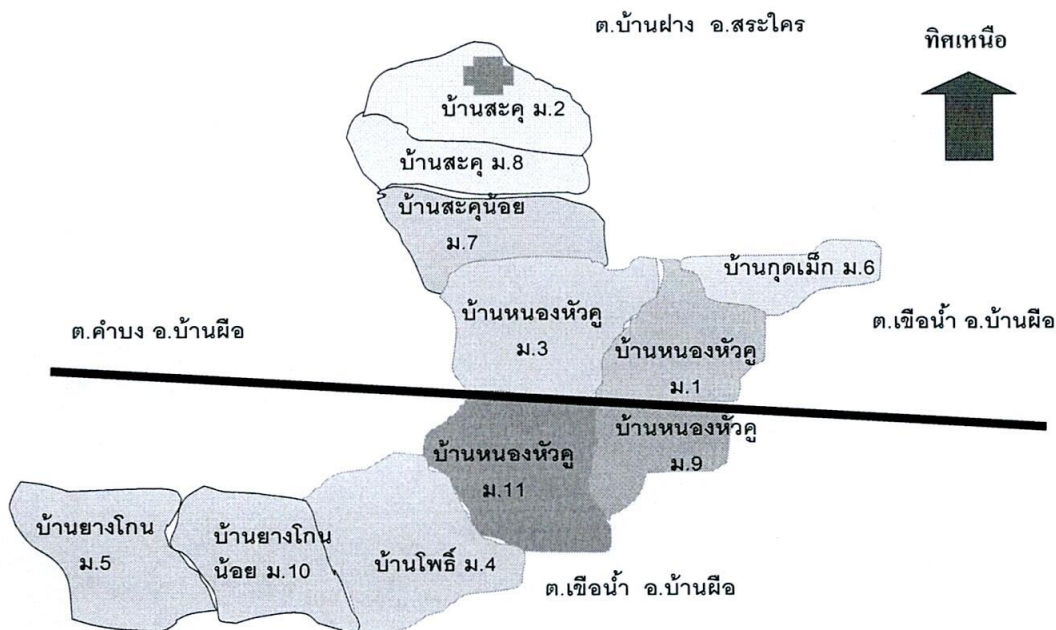 ต.บ้านฝาง อ.สระใคร
ทิศเหนือ
บ้านสะคุ ม.2
บ้านสะคุ ม.8
บ้านสะคุน้อย
ม.7
บ้านกุดเม็ก ม.6
บ้านหนองหัวคู
ม.3
ต.เขือน้ำ อ.บ้านผือ
ต.คำบง อ.บ้านผือ
บ้านหนองหัวคู
ม.1
บ้านหนองหัวคู
ม.9
บ้านหนองหัวคู
ม.11
บ้านยางโกน
ม.5
บ้านยางโกน
น้อย ม.10
บ้านโพธิ์ ม.4
ต.เขือน้ำ อ.บ้านผือ